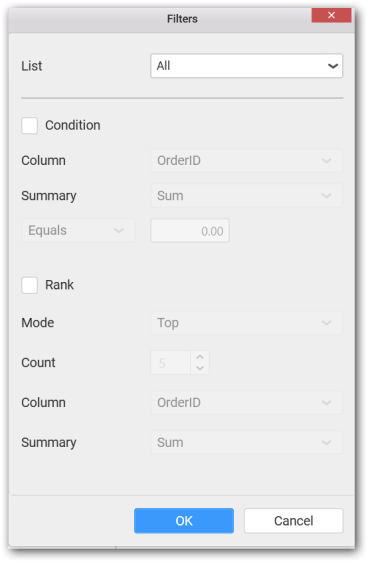 Filters
List All
Condition
Column OrderID
Summary Sum
Equals 0.00
Rank
Mode Top
Count 5
Column OrderID
Summary Sum
OK Cancel